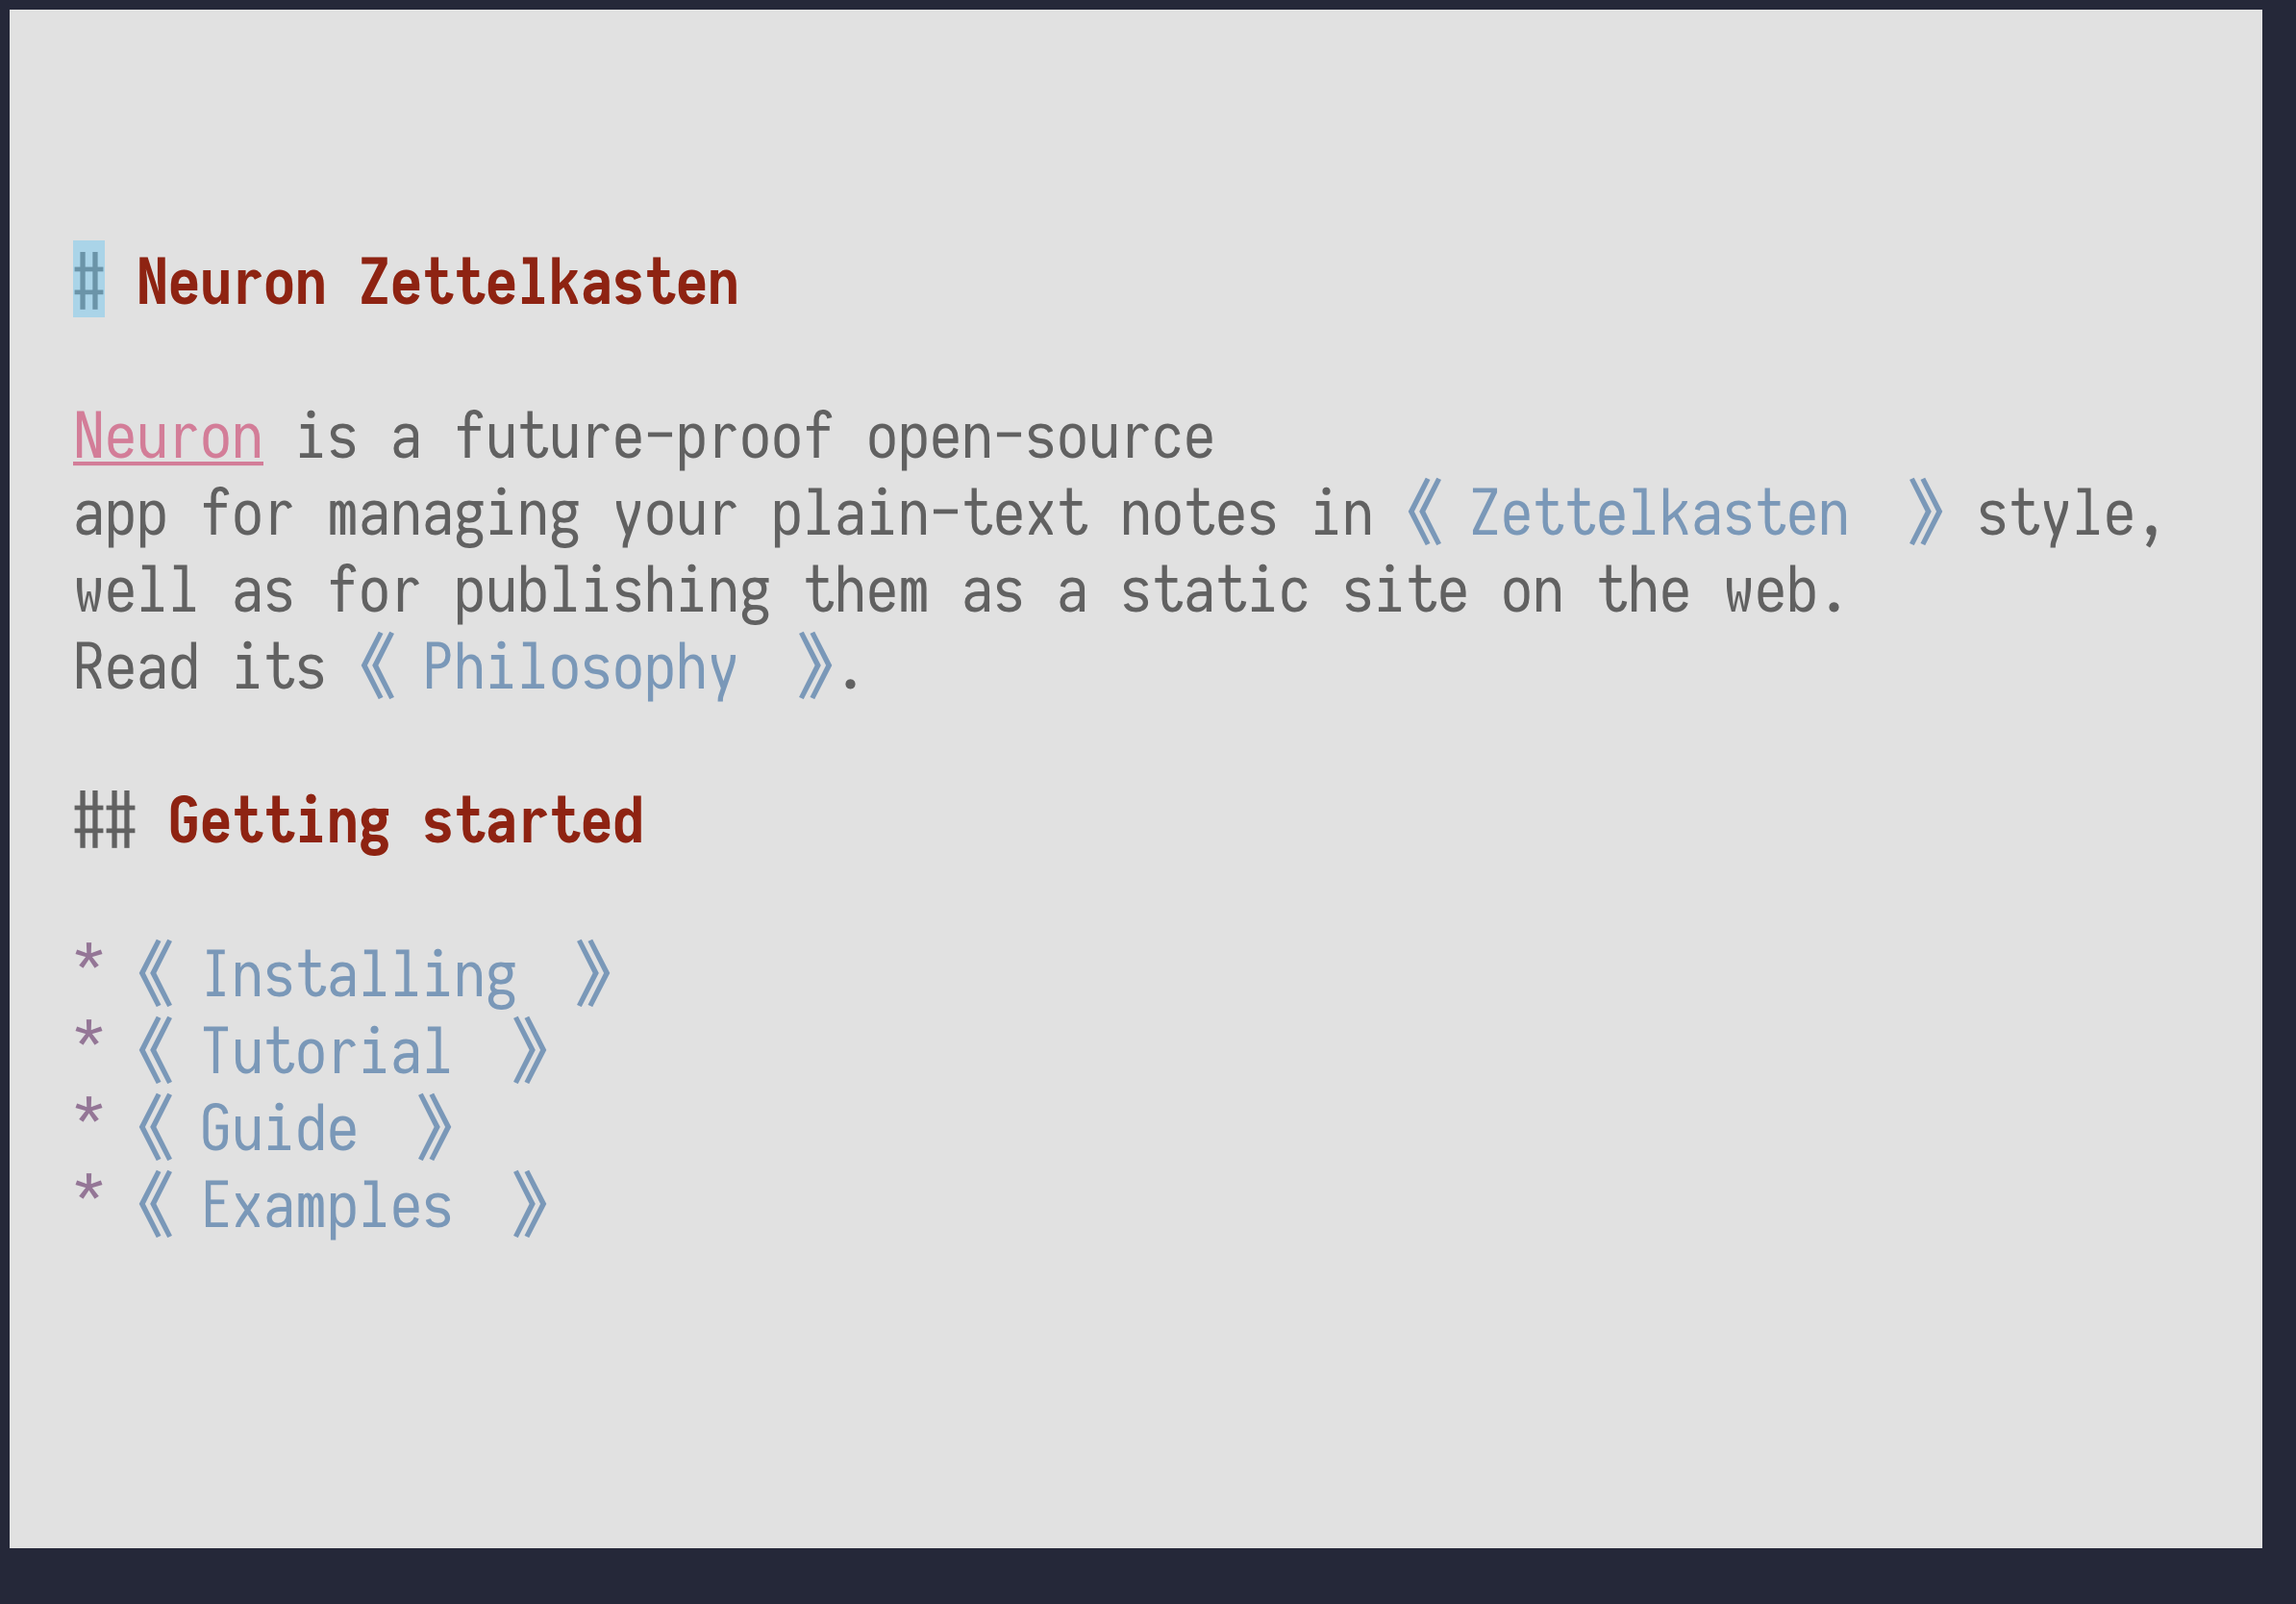 # Neuron Zettelkasten
Neuron is a future-proof open-source
app for managing your plain-text notes in《 Zettelkasten 》 style,
well as for publishing them as a static site on the web.
Read its《 Philosophy 》.
## Getting started
* 《 Installing 》
* 《 Tutorial 》
* 《 Guide 》
* 《 Examples 》